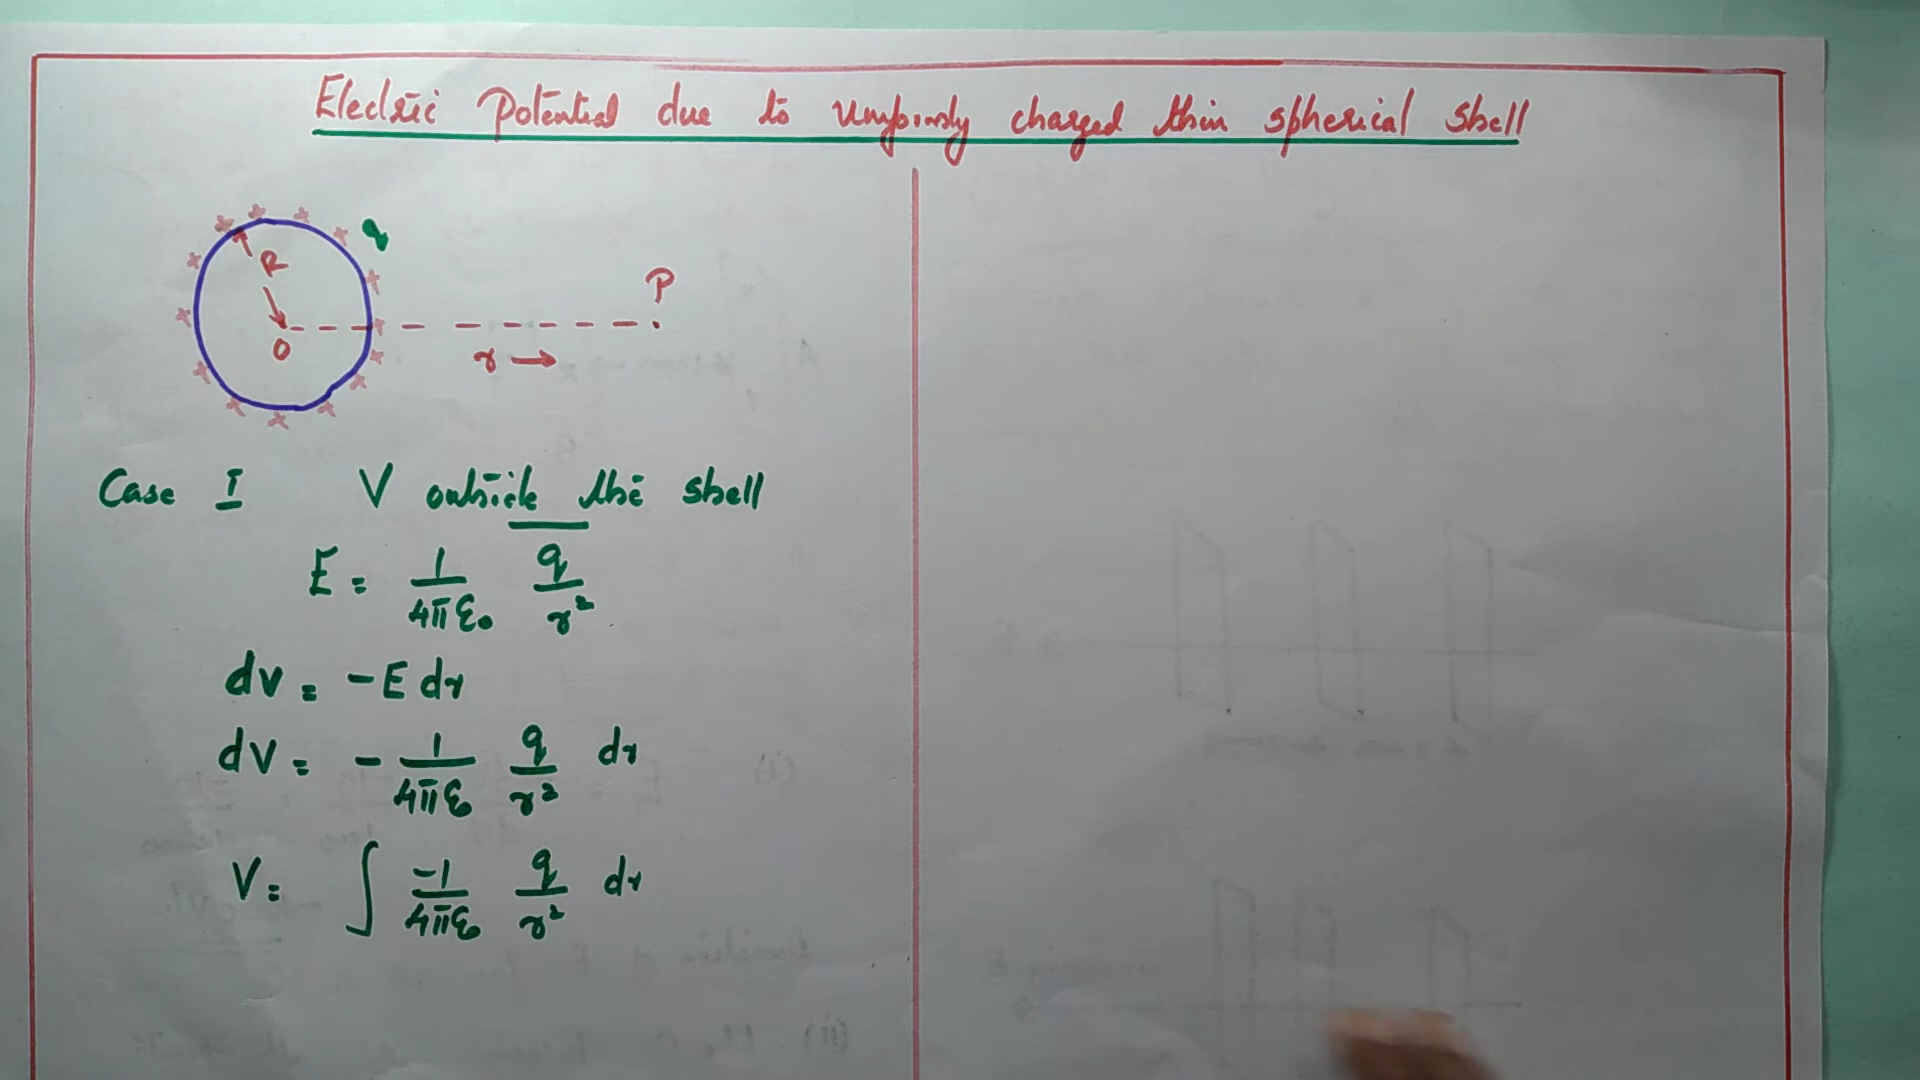 Electric Potential due to Uniformly charged thin spherical shell
q
R
P
O
r →
Case I V outside the shell
E = 1/4πε₀ q/r²
dv = -E dr
dV = - 1/4πε₀ q/r² dr
V = ∫ -1/4πε₀ q/r² dr